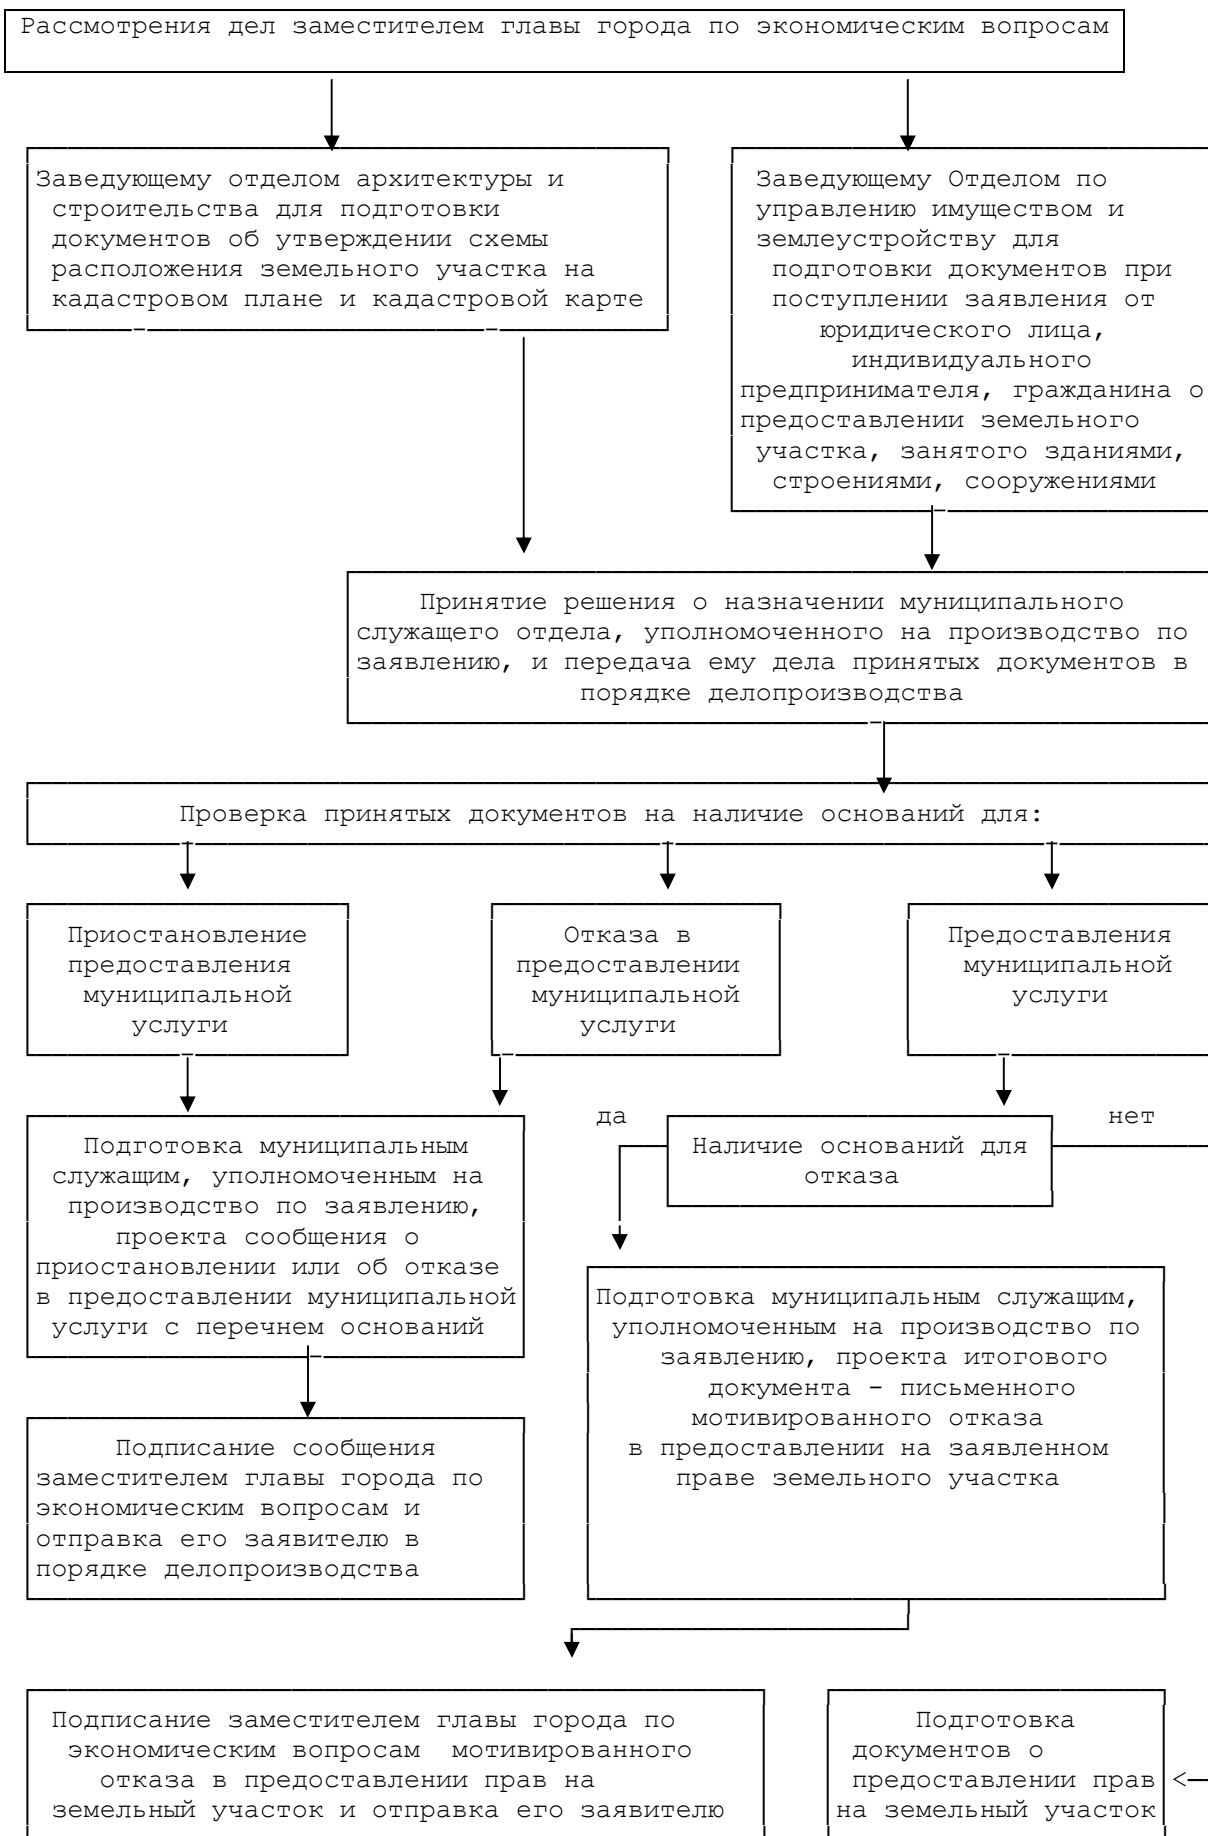 Рассмотрения дел заместителем главы города по экономическим вопросам
Заведующему отделом архитектуры и
строительства для подготовки
документов об утверждении схемы
расположения земельного участка на
кадастровом плане и кадастровой карте
Заведующему Отделом по
управлению имуществом и
землеустройству для
подготовки документов при
поступлении заявления от
юридического лица,
индивидуального
предпринимателя, гражданина о
предоставлении земельного
участка, занятого зданиями,
строениями, сооружениями
Принятие решения о назначении муниципального
служащего отдела, уполномоченного на производство по
заявлению, и передача ему дела принятых документов в
порядке делопроизводства
Проверка принятых документов на наличие оснований для:
Приостановление
предоставления
муниципальной
услуги
Отказа в
предоставлении
муниципальной
услуги
Предоставления
муниципальной
услуги
да
Наличие оснований для
отказа
нет
Подготовка муниципальным
служащим, уполномоченным на
производство по заявлению,
проекта сообщения о
приостановлении или об отказе
в предоставлении муниципальной
услуги с перечнем оснований
Подготовка муниципальным служащим,
уполномоченным на производство по
заявлению, проекта итогового
документа - письменного
мотивированного отказа
в предоставлении на заявленном
праве земельного участка
Подписание сообщения
заместителем главы города по
экономическим вопросам и
отправка его заявителю в
порядке делопроизводства
Подписание заместителем главы города по
экономическим вопросам мотивированного
отказа в предоставлении прав на
земельный участок и отправка его заявителю
Подготовка
документов о
предоставлении прав
на земельный участок